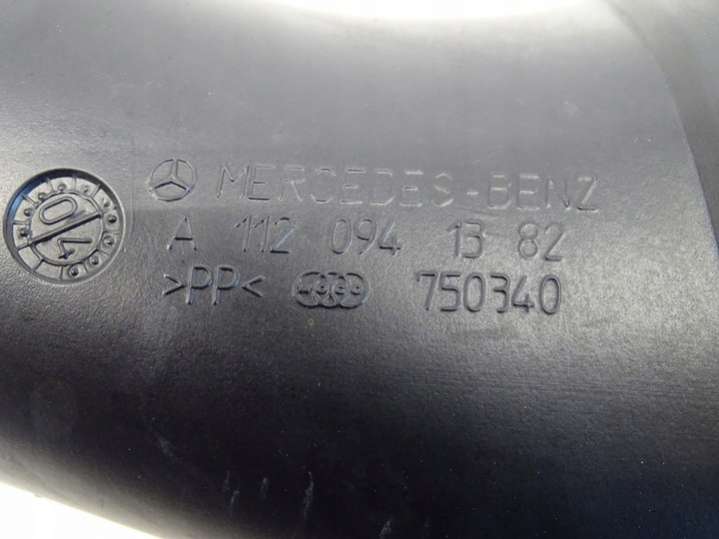 MERCEDES-BENZ
A 112 094 13 82
>PP< 750340
04